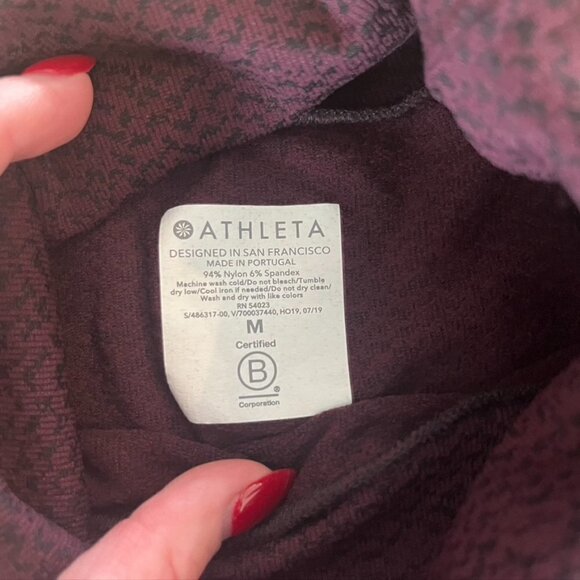 ATHLETA
DESIGNED IN SAN FRANCISCO
MADE IN PORTUGAL
94% Nylon 6% Spandex
Machine wash cold/Do not bleach/Tumble
dry low/Cool iron if needed/Do not dry clean/
Wash and dry with like colors
RN 54023
S/486317-00, V/700037440, HO19, 07/19
M
Certified
B
®
Corporation